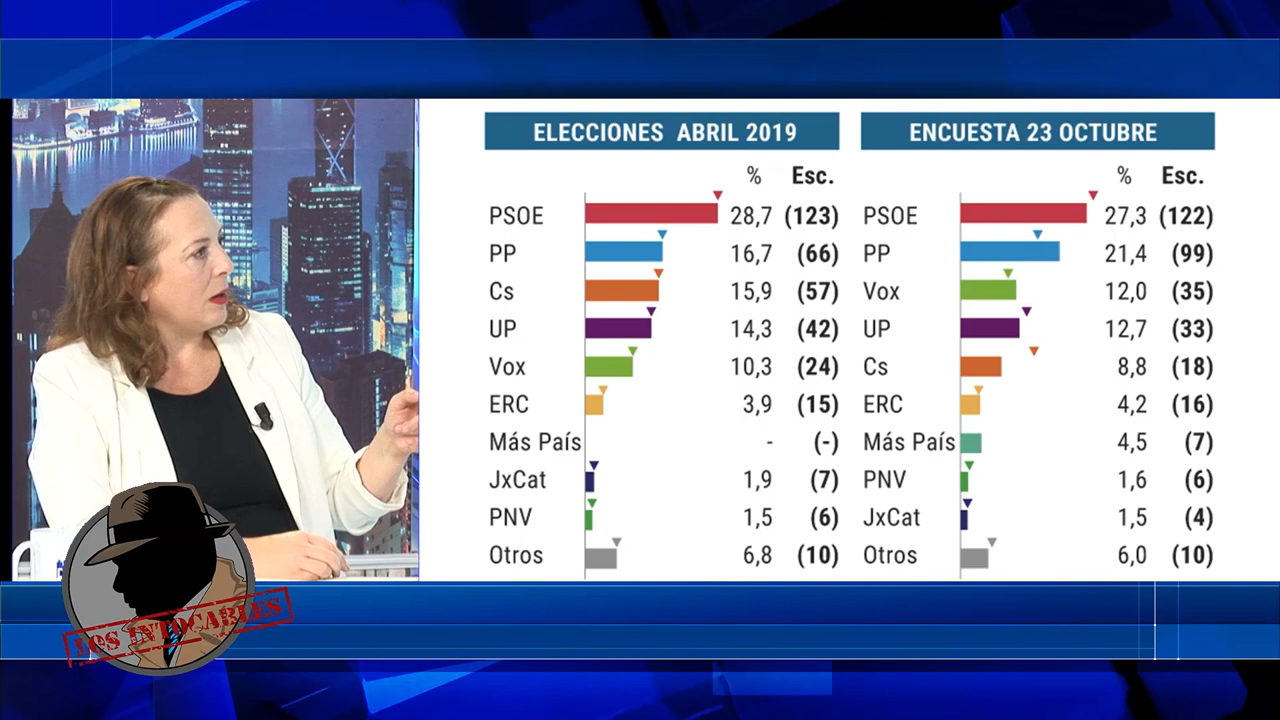 ELECCIONES ABRIL 2019
% Esc.
PSOE 28,7 (123)
PP 16,7 (66)
Cs 15,9 (57)
UP 14,3 (42)
Vox 10,3 (24)
ERC 3,9 (15)
Más País - (-)
JxCat 1,9 (7)
PNV 1,5 (6)
Otros 6,8 (10)
ENCUESTA 23 OCTUBRE
% Esc.
PSOE 27,3 (122)
PP 21,4 (99)
Vox 12,0 (35)
UP 12,7 (33)
Cs 8,8 (18)
ERC 4,2 (16)
Más País 4,5 (7)
PNV 1,6 (6)
JxCat 1,5 (4)
Otros 6,0 (10)
LOS INTOCABLES